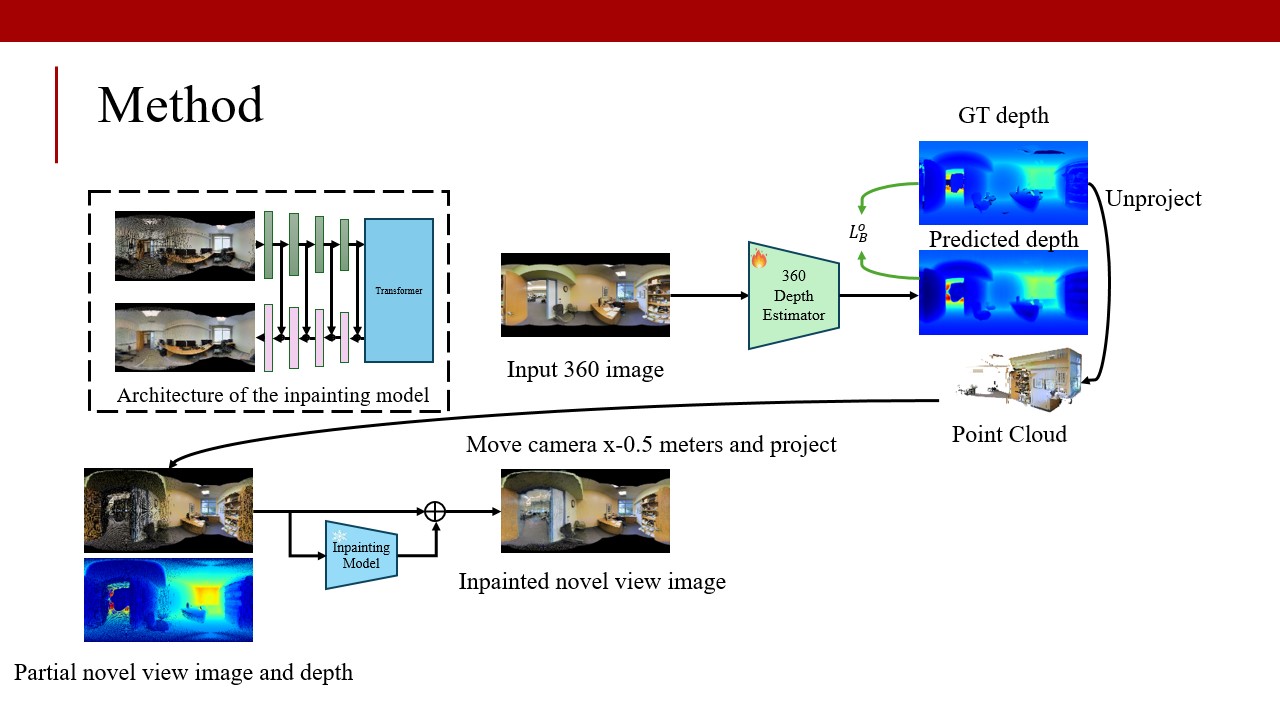 Method
GT depth
Unproject
Predicted depth
$L_B^o$
360
Depth
Estimator
Transformer
Architecture of the inpainting model
Input 360 image
Point Cloud
Move camera x-0.5 meters and project
Inpainting
Model
Inpainted novel view image
Partial novel view image and depth